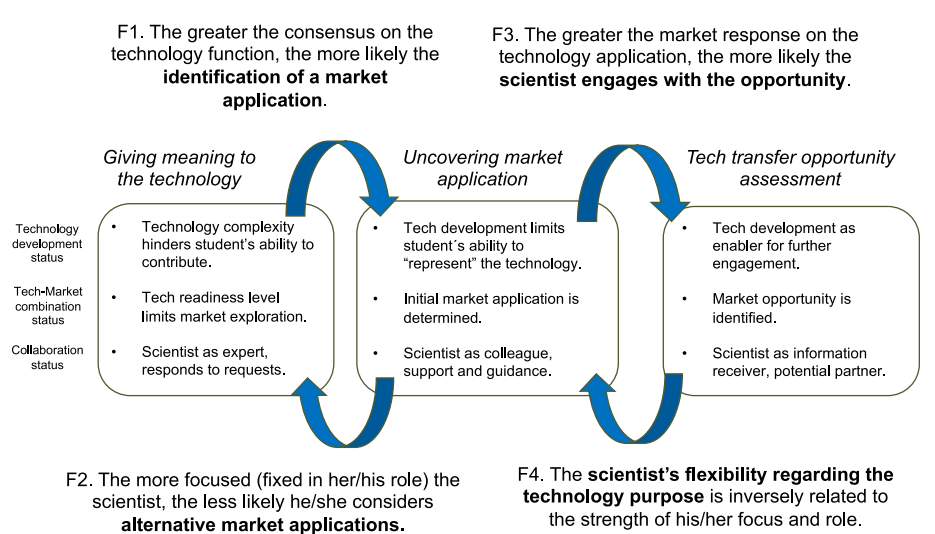 F1. The greater the consensus on the
technology function, the more likely the
identification of a market
application.
F3. The greater the market response on the
technology application, the more likely the
scientist engages with the opportunity.
Giving meaning to
the technology
Uncovering market
application
Tech transfer opportunity
assessment
Technology
development
status
• Technology complexity
hinders student's ability to
contribute.
• Tech development limits
student´s ability to
“represent” the technology.
• Tech development as
enabler for further
engagement.
Tech-Market
combination
status
• Tech readiness level
limits market exploration.
• Initial market application is
determined.
• Market opportunity is
identified.
Collaboration
status
• Scientist as expert,
responds to requests.
• Scientist as colleague,
support and guidance.
• Scientist as information
receiver, potential partner.
F2. The more focused (fixed in her/his role) the
scientist, the less likely he/she considers
alternative market applications.
F4. The scientist's flexibility regarding the
technology purpose is inversely related to
the strength of his/her focus and role.